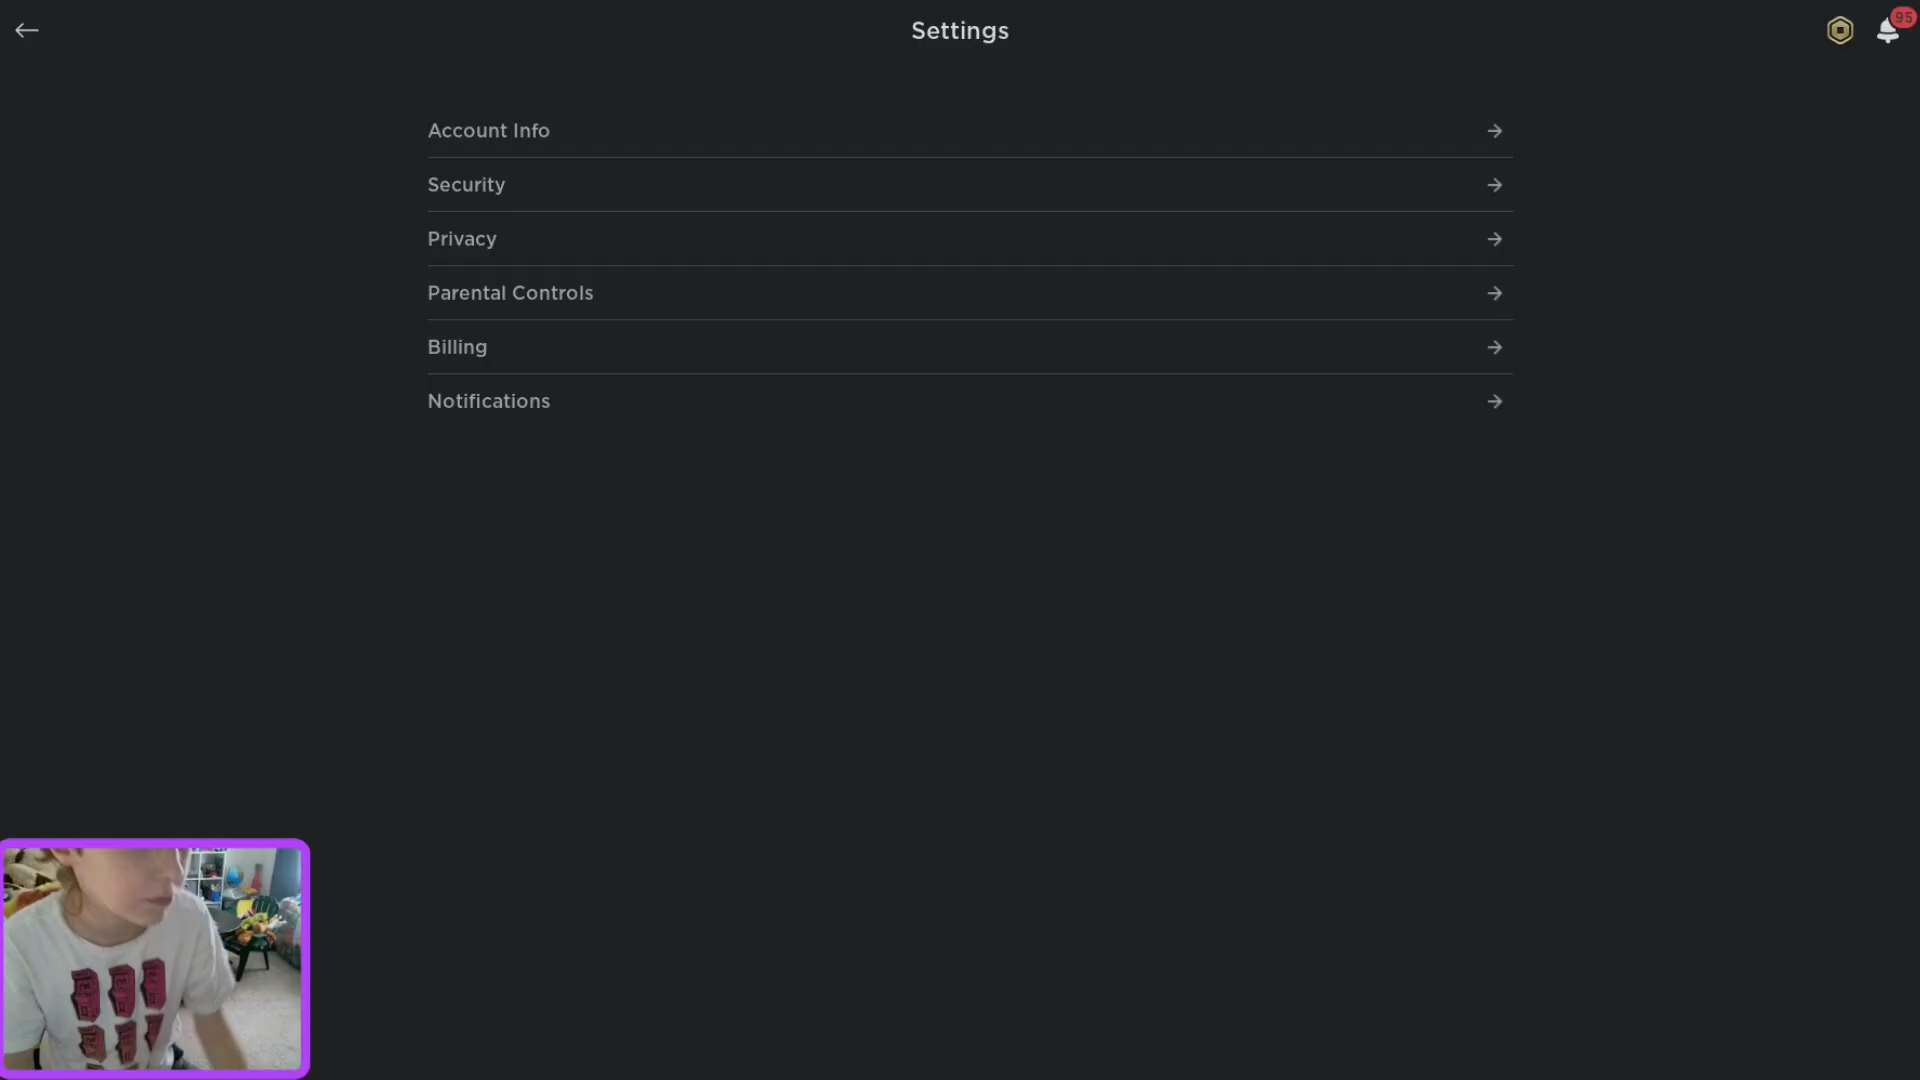 Settings
95
Account Info
Security
Privacy
Parental Controls
Billing
Notifications